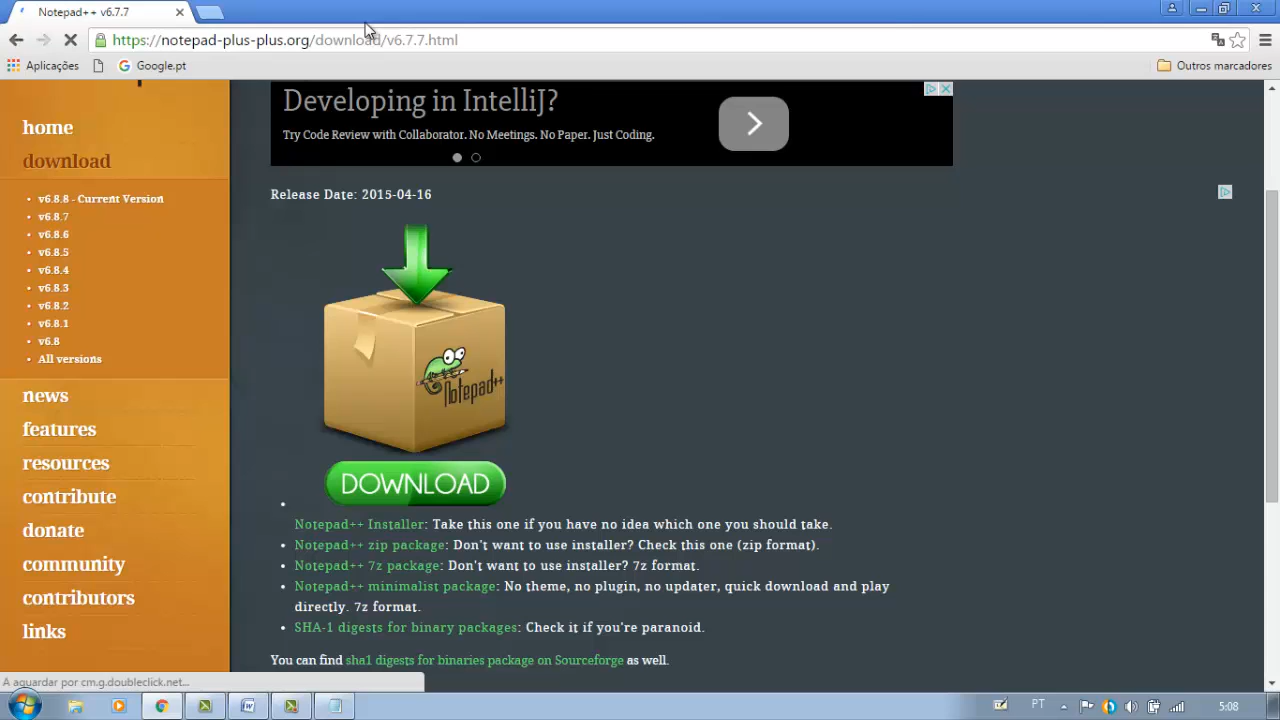 Notepad++ v6.7.7
https://notepad-plus-plus.org/download/v6.7.7.html
Aplicações
Google.pt
Outros marcadores
home
download
v6.8.8 - Current Version
v6.8.7
v6.8.6
v6.8.5
v6.8.4
v6.8.3
v6.8.2
v6.8.1
v6.8
All versions
news
features
resources
contribute
donate
community
contributors
links
Developing in IntelliJ?
Try Code Review with Collaborator. No Meetings. No Paper. Just Coding.
Release Date: 2015-04-16
Notepad++
DOWNLOAD
Notepad++ Installer: Take this one if you have no idea which one you should take.
Notepad++ zip package: Don't want to use installer? Check this one (zip format).
Notepad++ 7z package: Don't want to use installer? 7z format.
Notepad++ minimalist package: No theme, no plugin, no updater, quick download and play
directly. 7z format.
SHA-1 digests for binary packages: Check it if you're paranoid.
You can find sha1 digests for binaries package on Sourceforge as well.
A aguardar por cm.g.doubleclick.net...
PT
5:08